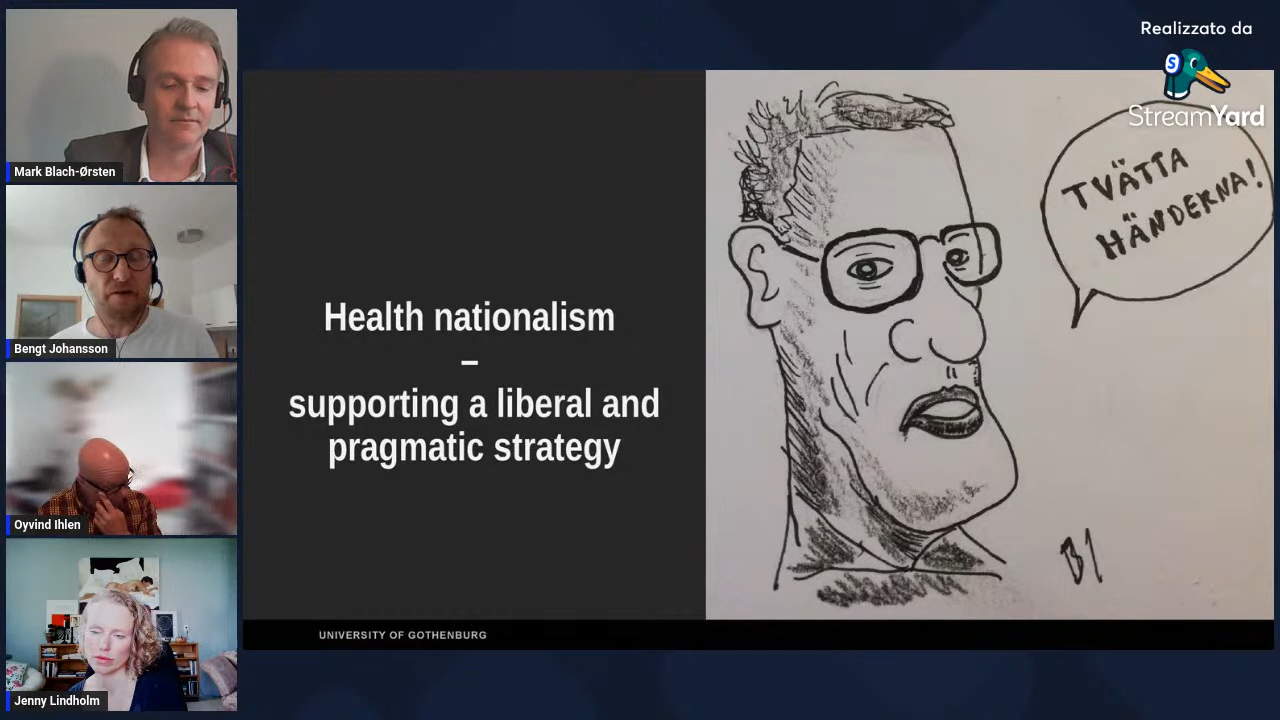 Mark Blach-Ørsten
Bengt Johansson
Oyvind Ihlen
Jenny Lindholm
Health nationalism
–
supporting a liberal and
pragmatic strategy
UNIVERSITY OF GOTHENBURG
TVÄTTA
HÄNDERNA!
BJ
Realizzato da
S
StreamYard